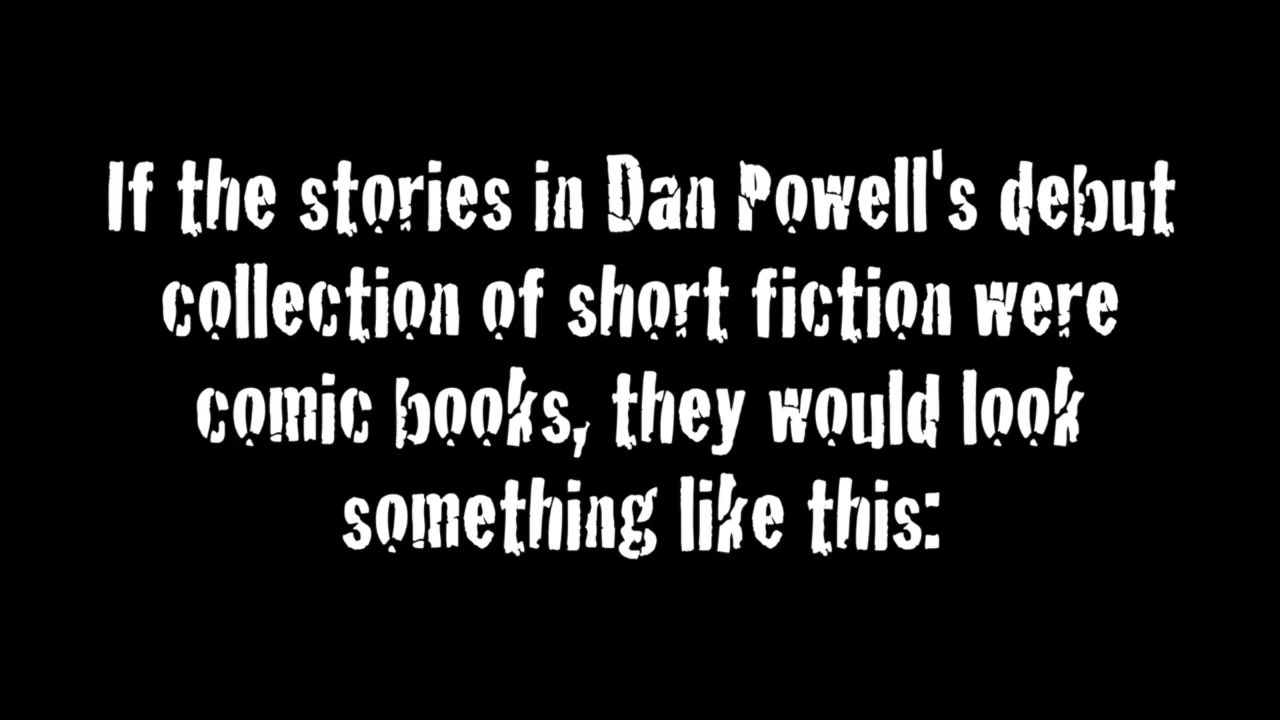 If the stories in Dan Powell's debut
collection of short fiction were
comic books, they would look
something like this: